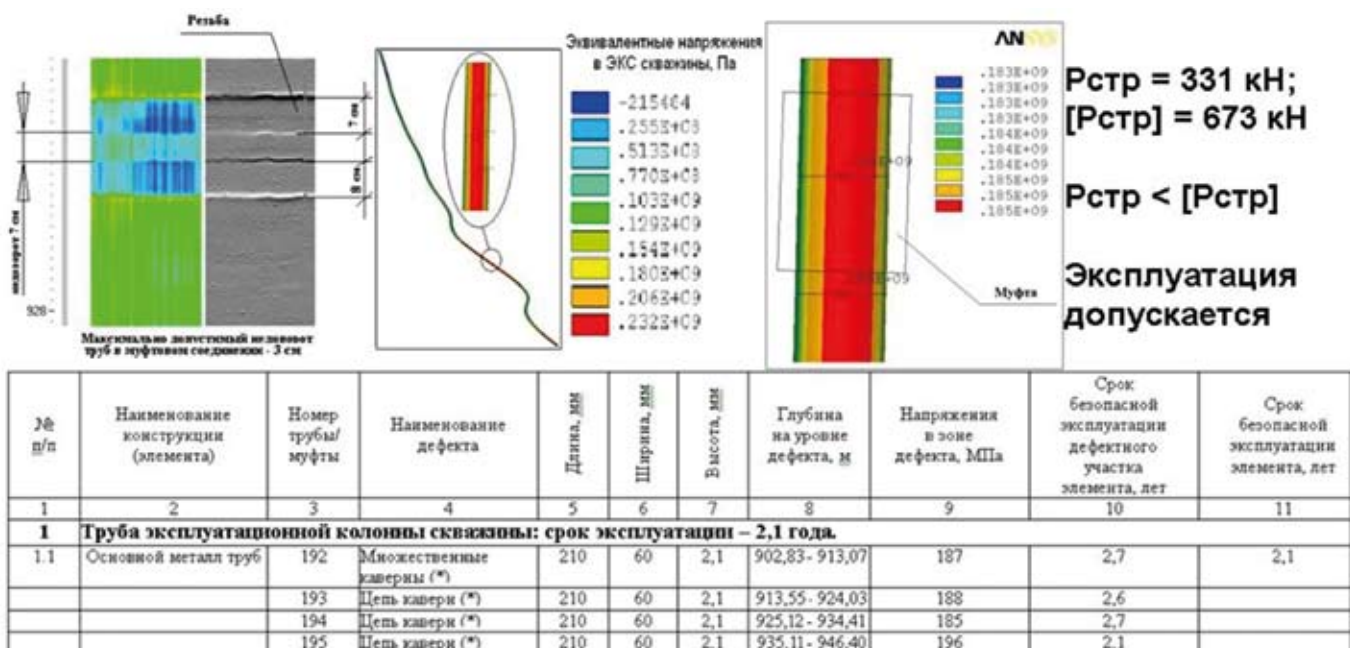 Резьба
7 см
8 см
недоворот 7 см
928-
Максимально допустимый недоворот
труб в муфтовом соединении - 3 см
Эквивалентные напряжения
в ЭКС скважины, Па
-215464
.255E+08
.513E+08
.770E+08
.103E+09
.129E+09
.154E+09
.180E+09
.206E+09
.232E+09
ANSYS
.183E+09
.183E+09
.183E+09
.183E+09
.184E+09
.184E+09
.184E+09
.185E+09
.185E+09
.185E+09
Муфта
Рстр = 331 кН;
[Рстр] = 673 кН
Рстр < [Рстр]
Эксплуатация
допускается
№ п/п | Наименование конструкции (элемента) | Номер трубы/ муфты | Наименование дефекта | Длина, мм | Ширина, мм | Высота, мм | Глубина на уровне дефекта, м | Напряжения в зоне дефекта, МПа | Срок безопасной эксплуатации дефектного участка элемента, лет | Срок безопасной эксплуатации элемента, лет
1 | 2 | 3 | 4 | 5 | 6 | 7 | 8 | 9 | 10 | 11
1 | Труба эксплуатационной колонны скважины: срок эксплуатации – 2,1 года.
1.1 | Основной металл труб | 192 | Множественные каверны (*) | 210 | 60 | 2,1 | 902,83- 913,07 | 187 | 2,7 | 2,1
193 | Цепь каверн (*) | 210 | 60 | 2,1 | 913,55- 924,03 | 188 | 2,6
194 | Цепь каверн (*) | 210 | 60 | 2,1 | 925,12- 934,41 | 185 | 2,7
195 | Цепь каверн (*) | 210 | 60 | 2,1 | 935,11- 946,40 | 196 | 2,1